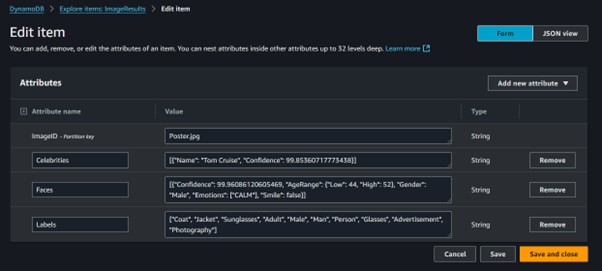 DynamoDB > Explore items: ImageResults > Edit item
Edit item
Form JSON view
You can add, remove, or edit the attributes of an item. You can nest attributes inside other attributes up to 32 levels deep. Learn more
Attributes
Add new attribute
Attribute name Value Type
ImageID - Partition key Poster.jpg String
Celebrities [{"Name": "Tom Cruise", "Confidence": 99.85360717773438}] String Remove
Faces [{"Confidence": 99.96086120605469, "AgeRange": {"Low": 44, "High": 52}, "Gender":
"Male", "Emotions": ["CALM"], "Smile": false}] String Remove
Labels ["Coat", "Jacket", "Sunglasses", "Adult", "Male", "Man", "Person", "Glasses", "Advertisement",
"Photography"] String Remove
Cancel Save Save and close